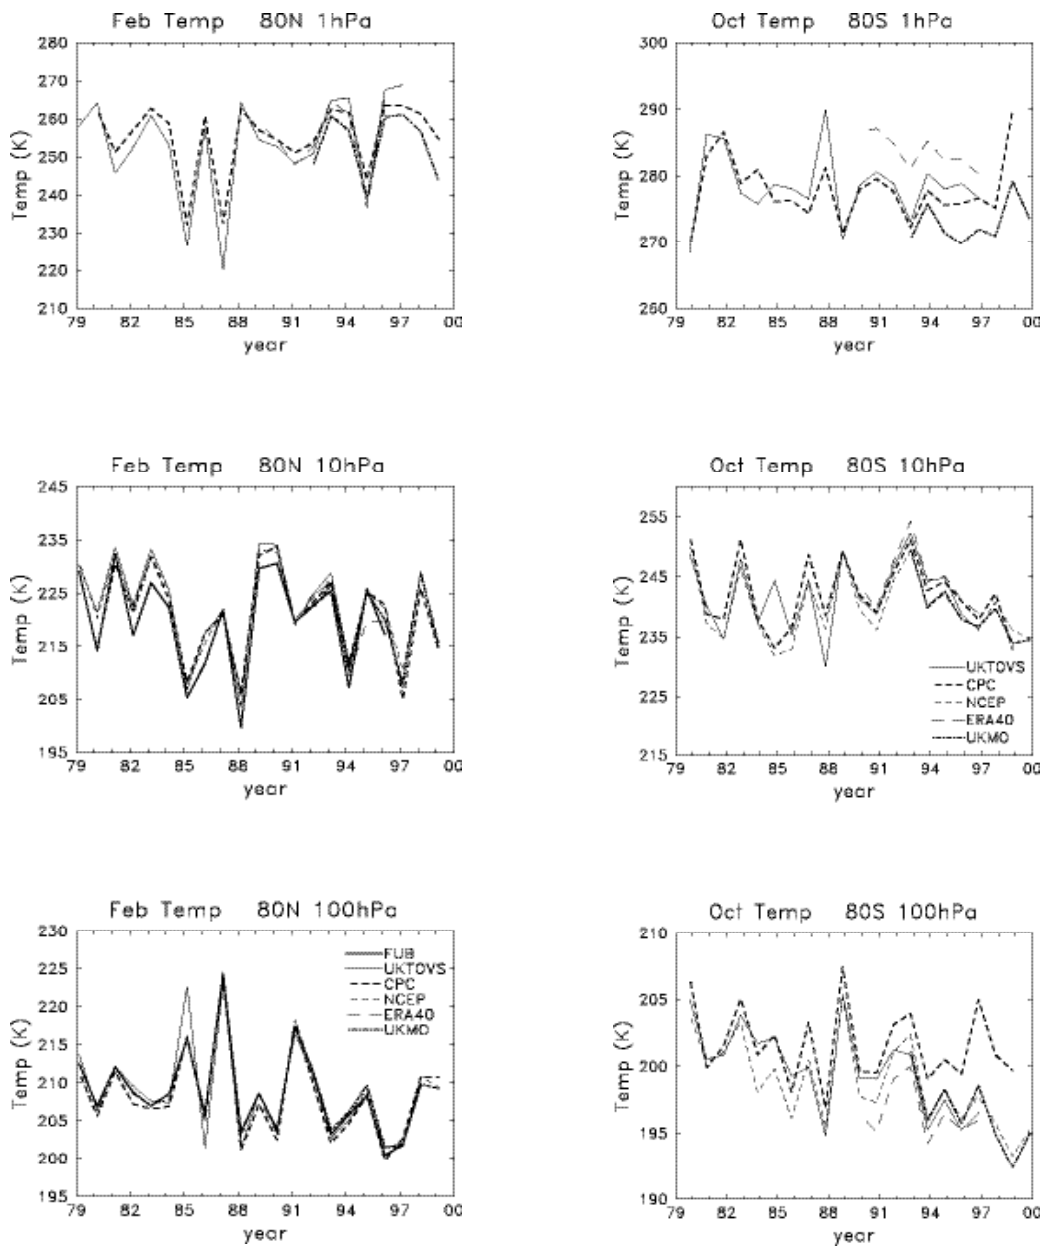 Feb Temp 80N 1hPa
280
270
260
250
240
230
220
210
Temp (K)
79 82 85 88 91 94 97 00
year
Oct Temp 80S 1hPa
300
290
280
270
260
Temp (K)
79 82 85 88 91 94 97 00
year
Feb Temp 80N 10hPa
245
235
225
215
205
195
Temp (K)
79 82 85 88 91 94 97 00
year
Oct Temp 80S 10hPa
255
245
235
225
215
Temp (K)
UKTOVS
CPC
NCEP
ERA40
UKMO
79 82 85 88 91 94 97 00
year
Feb Temp 80N 100hPa
230
225
220
215
210
205
200
195
Temp (K)
FUB
UKTOVS
CPC
NCEP
ERA40
UKMO
79 82 85 88 91 94 97 00
year
Oct Temp 80S 100hPa
210
205
200
195
190
Temp (K)
79 82 85 88 91 94 97 00
year